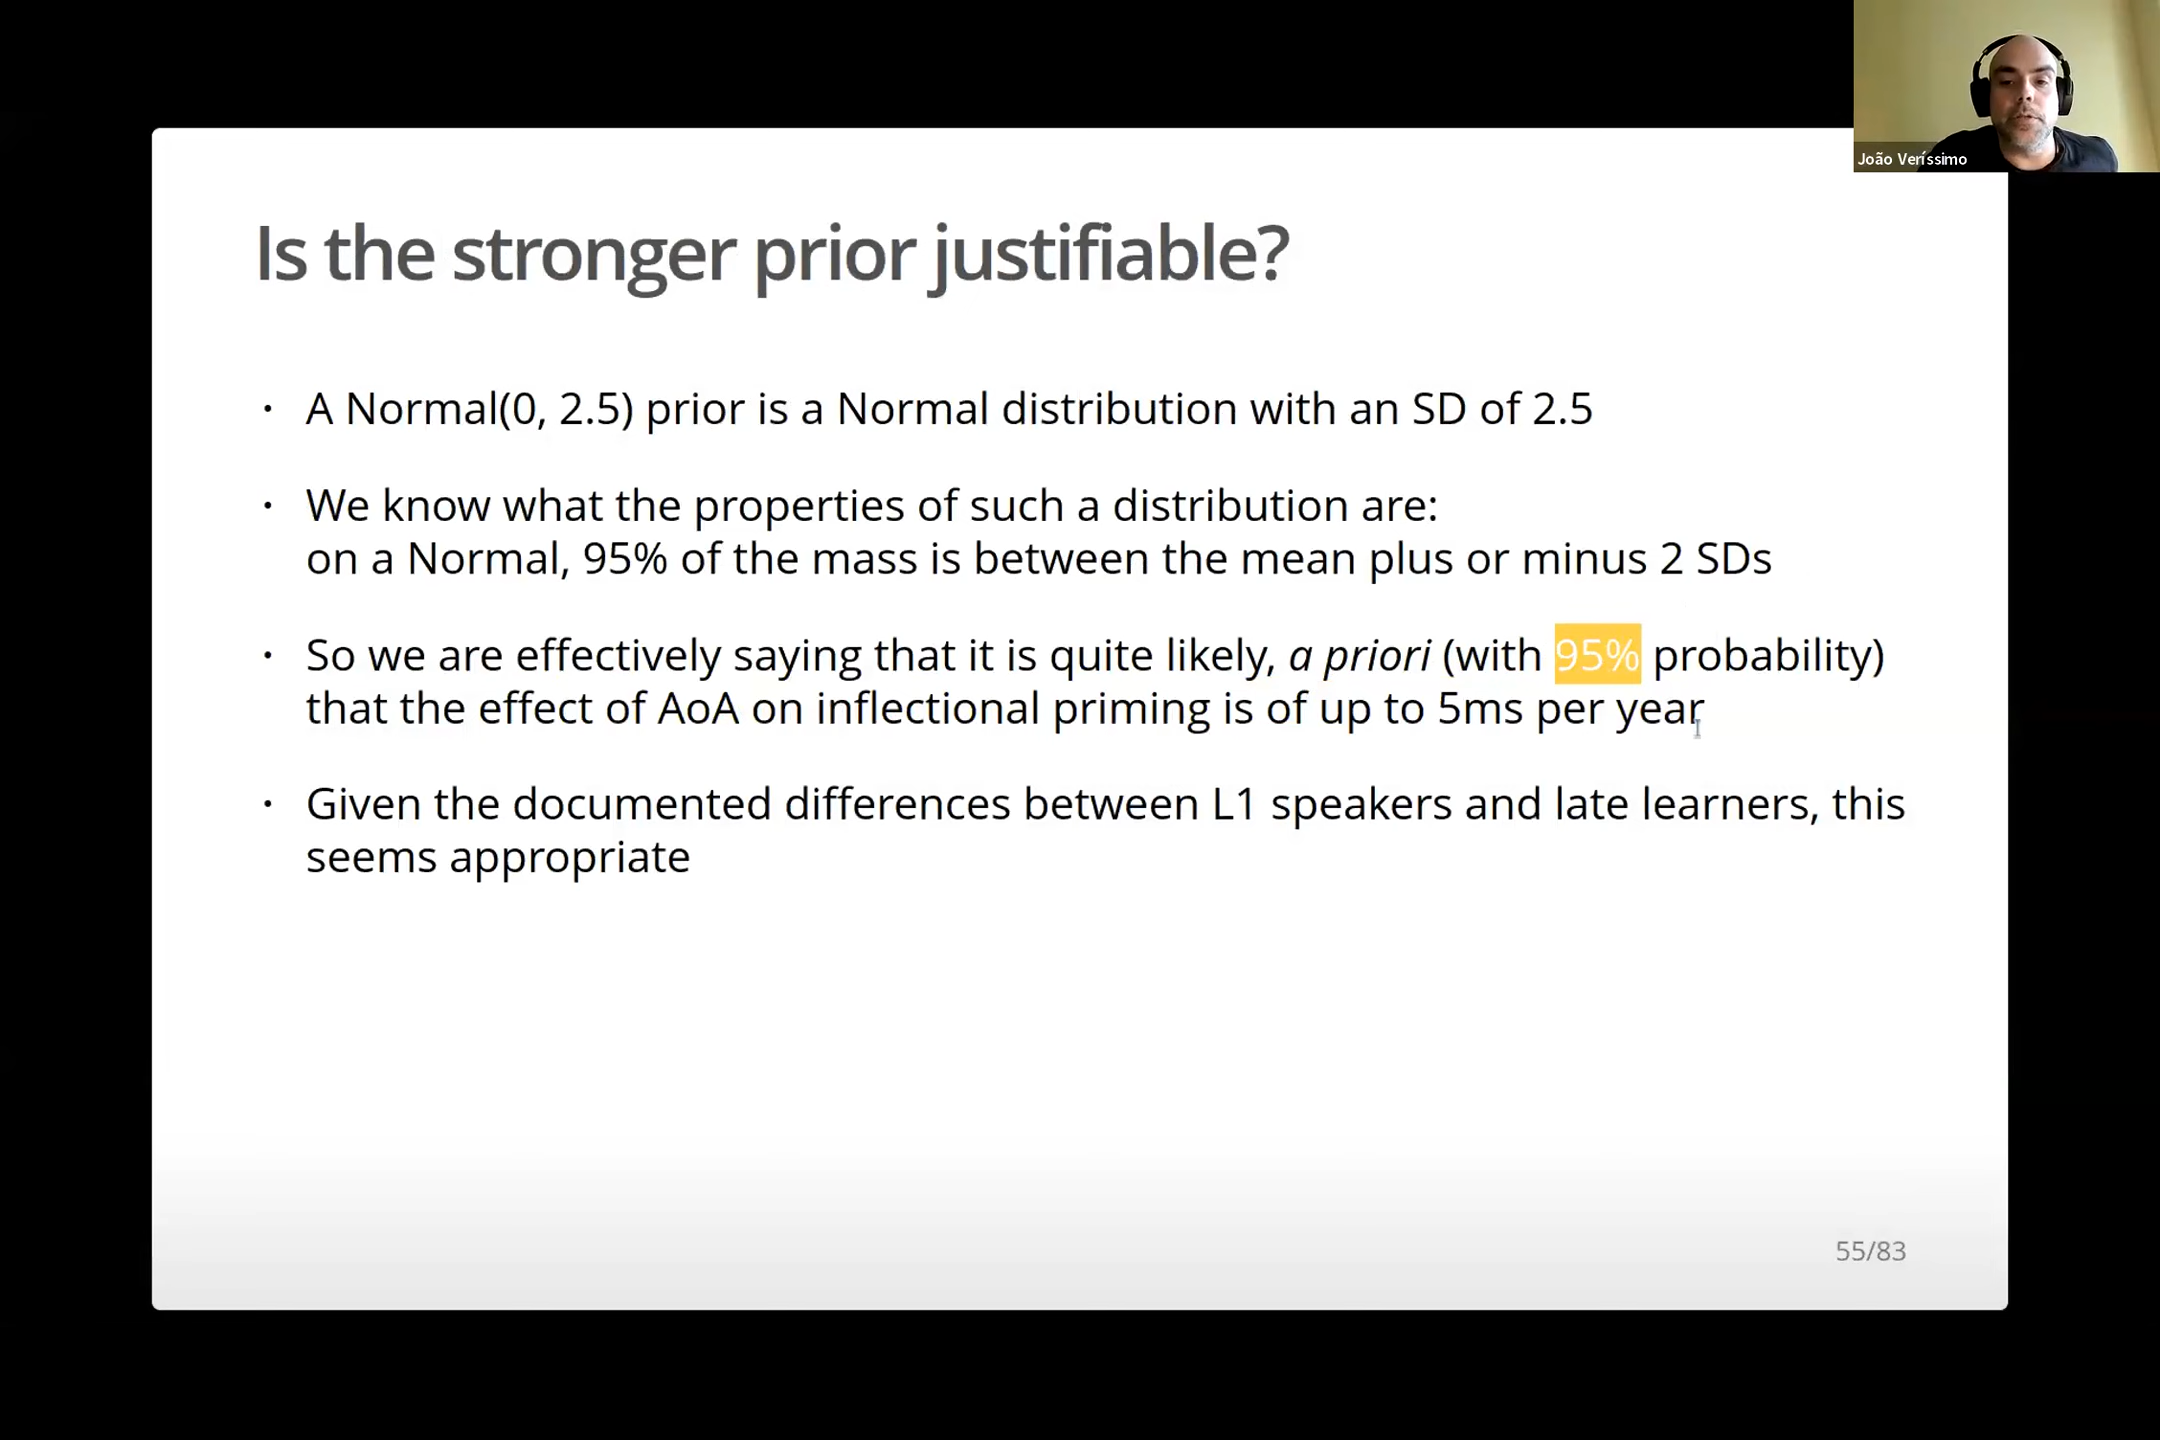 João Veríssimo
Is the stronger prior justifiable?
• A Normal(0, 2.5) prior is a Normal distribution with an SD of 2.5
• We know what the properties of such a distribution are:
on a Normal, 95% of the mass is between the mean plus or minus 2 SDs
• So we are effectively saying that it is quite likely, a priori (with 95% probability)
that the effect of AoA on inflectional priming is of up to 5ms per year
• Given the documented differences between L1 speakers and late learners, this
seems appropriate
55/83